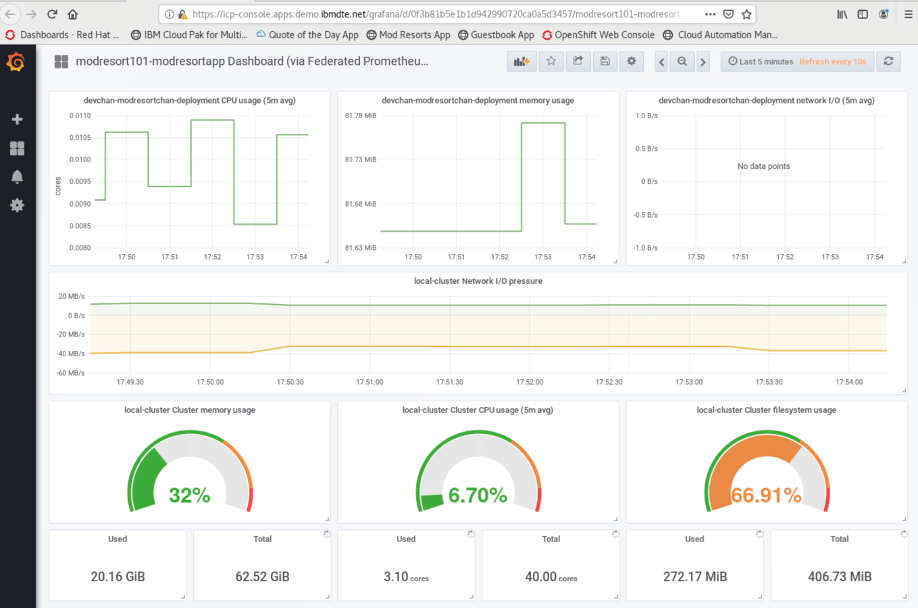 https://icp-console.apps.demo.ibmdte.net/grafana/d/0f3b81b5e1b1d942990720ca0a5d3457/modresort101-modresort
Dashboards · Red Hat ... IBM Cloud Pak for Multi... Quote of the Day App Mod Resorts App Guestbook App OpenShift Web Console Cloud Automation Man...
modresort101-modresortapp Dashboard (via Federated Prometheu... Last 5 minutes Refresh every 10s
devchan-modresortchan-deployment CPU usage (5m avg)
0.0110
0.0105
0.0100
0.0095
0.0090
0.0085
0.0080
cores
17:50 17:51 17:52 17:53 17:54
devchan-modresortchan-deployment memory usage
81.78 MiB
81.73 MiB
81.68 MiB
81.63 MiB
17:50 17:51 17:52 17:53 17:54
devchan-modresortchan-deployment network I/O (5m avg)
1.0 B/s
0.5 B/s
0 B/s
-0.5 B/s
-1.0 B/s
No data points
17:50 17:51 17:52 17:53 17:54
local-cluster Network I/O pressure
20 MB/s
0 B/s
-20 MB/s
-40 MB/s
-60 MB/s
17:49:30 17:50:00 17:50:30 17:51:00 17:51:30 17:52:00 17:52:30 17:53:00 17:53:30 17:54:00
local-cluster Cluster memory usage
32%
local-cluster Cluster CPU usage (5m avg)
6.70%
local-cluster Cluster filesystem usage
66.91%
Used
20.16 GiB
Total
62.52 GiB
Used
3.10 cores
Total
40.00 cores
Used
272.17 MiB
Total
406.73 MiB